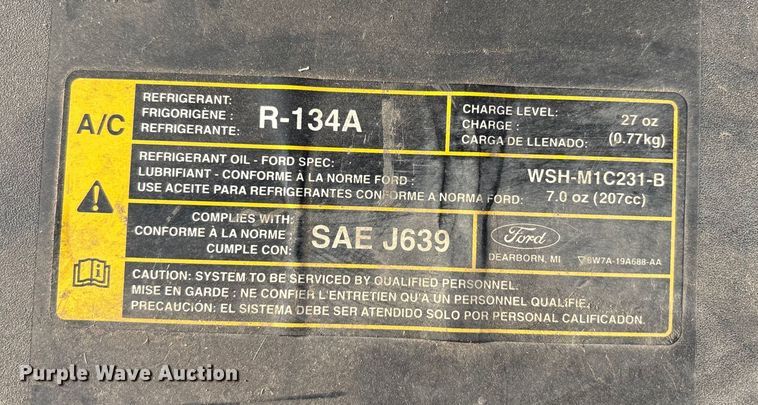 A/C
REFRIGERANT:
FRIGORIGÈNE :
REFRIGERANTE:
R-134A
CHARGE LEVEL:
CHARGE :
CARGA DE LLENADO:
27 oz
(0.77kg)
REFRIGERANT OIL - FORD SPEC:
LUBRIFIANT - CONFORME À LA NORME FORD :
USE ACEITE PARA REFRIGERANTES CONFORME A NORMA FORD:
WSH-M1C231-B
7.0 oz (207cc)
COMPLIES WITH:
CONFORME À LA NORME :
CUMPLE CON:
SAE J639
Ford
DEARBORN, MI
6W7A-19A688-AA
CAUTION: SYSTEM TO BE SERVICED BY QUALIFIED PERSONNEL.
MISE EN GARDE : NE CONFIER L'ENTRETIEN QU'A UN PERSONNEL QUALIFIÉ.
PRECAUCIÓN: EL SISTEMA DEBE SER ATENDIDO SOLO POR PERSONAL CALIFICADO.
Purple Wave Auction